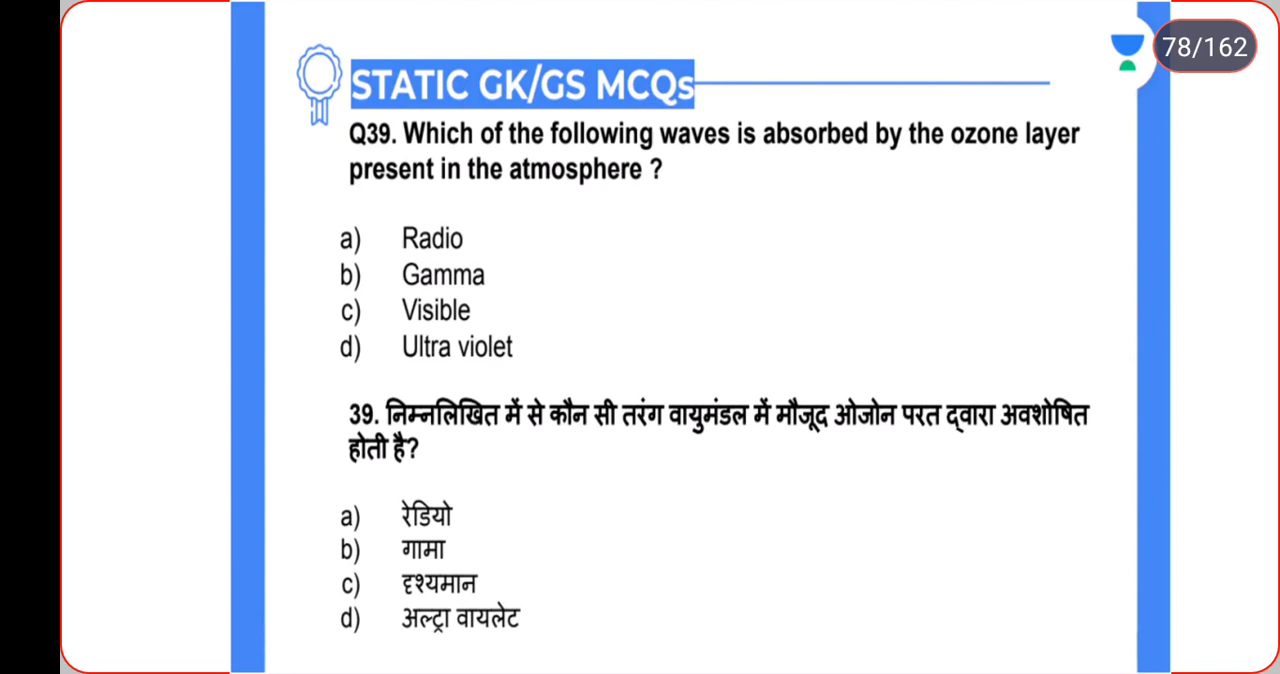 78/162
STATIC GK/GS MCQs
Q39. Which of the following waves is absorbed by the ozone layer
present in the atmosphere ?
a) Radio
b) Gamma
c) Visible
d) Ultra violet
39. निम्नलिखित में से कौन सी तरंग वायुमंडल में मौजूद ओजोन परत द्वारा अवशोषित
होती है?
a) रेडियो
b) गामा
c) दृश्यमान
d) अल्ट्रा वायलेट